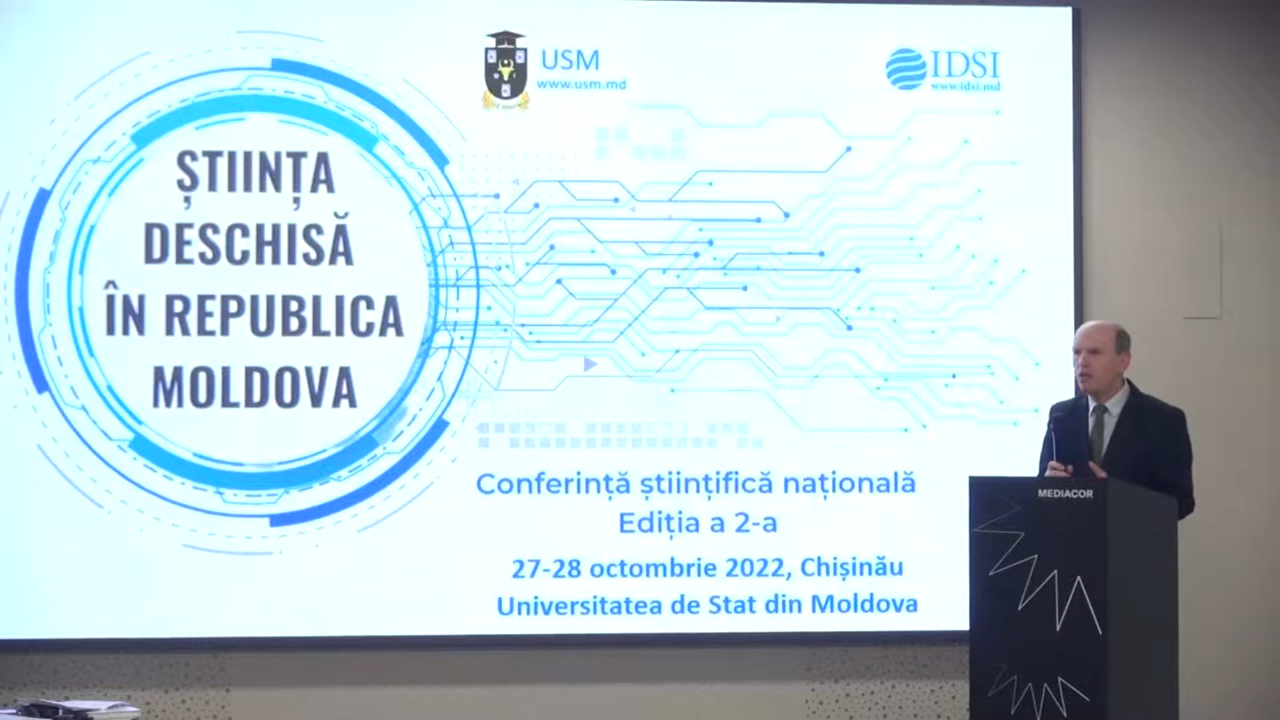 USM
www.usm.md
IDSI
www.idsi.md
ȘTIINȚA
DESCHISĂ
ÎN REPUBLICA
MOLDOVA
Conferință științifică națională
Ediția a 2-a
27-28 octombrie 2022, Chișinău
Universitatea de Stat din Moldova
MEDIACOR